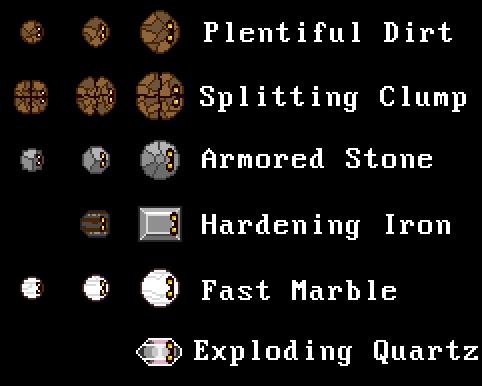 Plentiful Dirt
Splitting Clump
Armored Stone
Hardening Iron
Fast Marble
Exploding Quartz